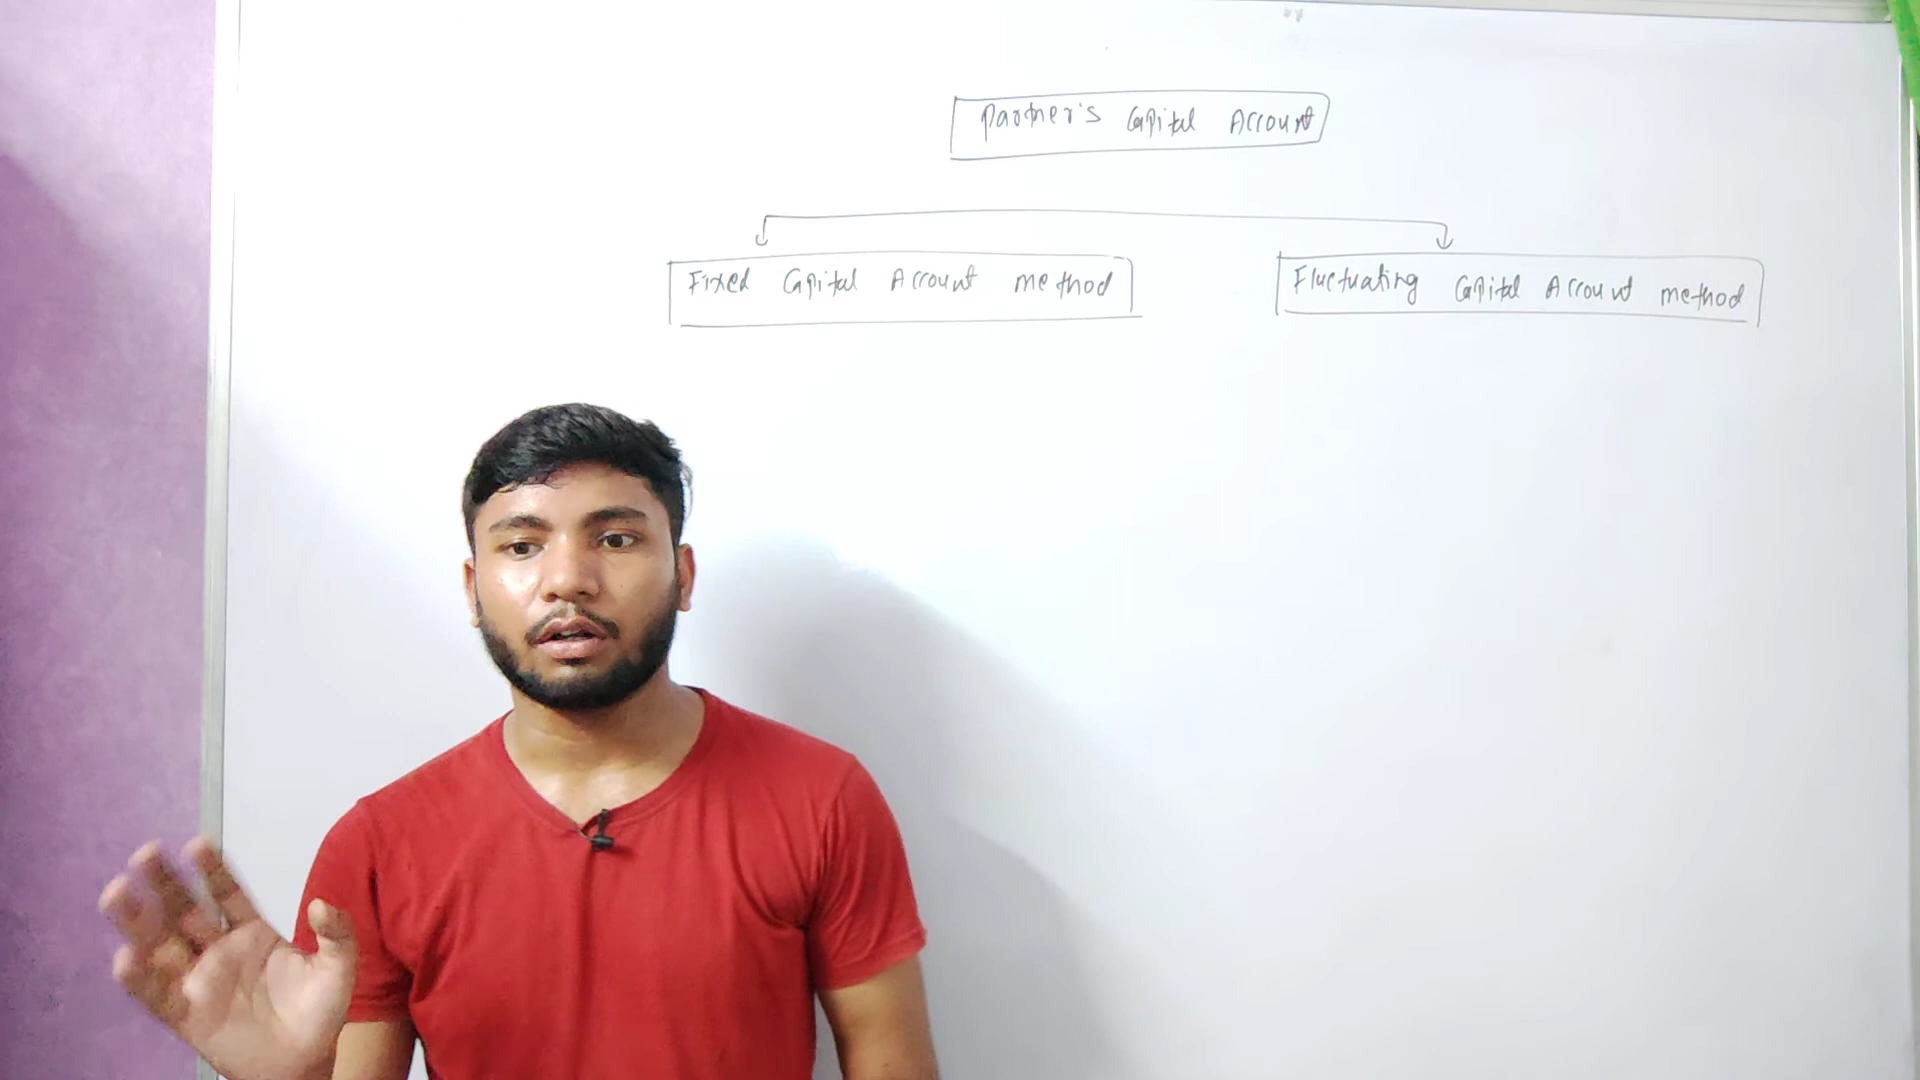 Partner's Capital Account
Fixed Capital Account method
Fluctuating Capital Account method